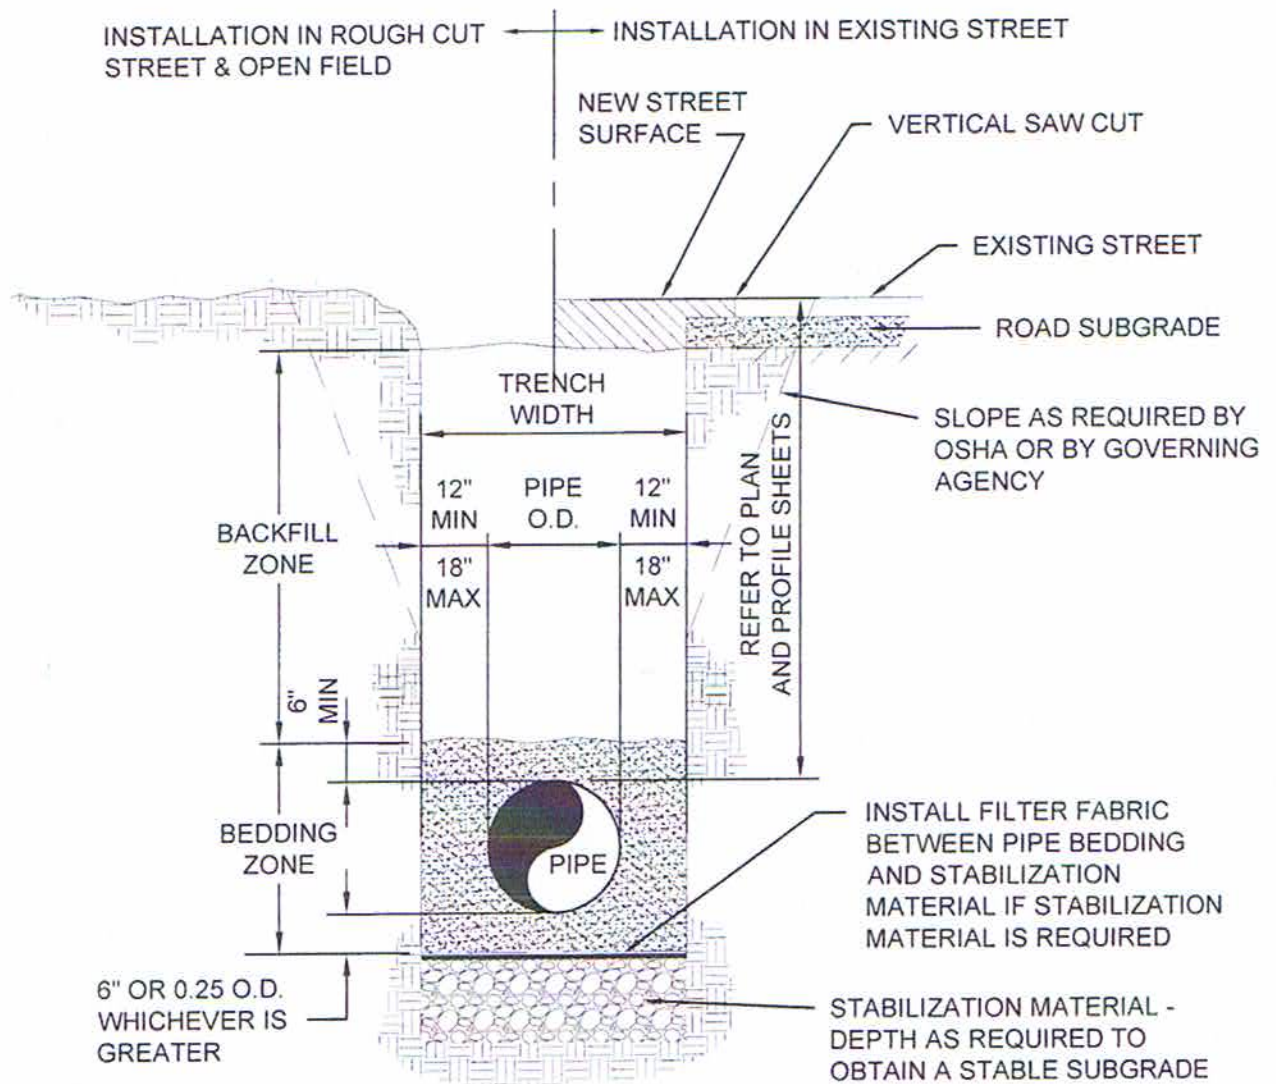 INSTALLATION IN ROUGH CUT
STREET & OPEN FIELD
INSTALLATION IN EXISTING STREET
NEW STREET
SURFACE
VERTICAL SAW CUT
EXISTING STREET
ROAD SUBGRADE
SLOPE AS REQUIRED BY
OSHA OR BY GOVERNING
AGENCY
TRENCH
WIDTH
12"
MIN
18"
MAX
PIPE
O.D.
12"
MIN
18"
MAX
REFER TO PLAN
AND PROFILE SHEETS
BACKFILL
ZONE
6"
MIN
BEDDING
ZONE
PIPE
INSTALL FILTER FABRIC
BETWEEN PIPE BEDDING
AND STABILIZATION
MATERIAL IF STABILIZATION
MATERIAL IS REQUIRED
6" OR 0.25 O.D.
WHICHEVER IS
GREATER
STABILIZATION MATERIAL -
DEPTH AS REQUIRED TO
OBTAIN A STABLE SUBGRADE